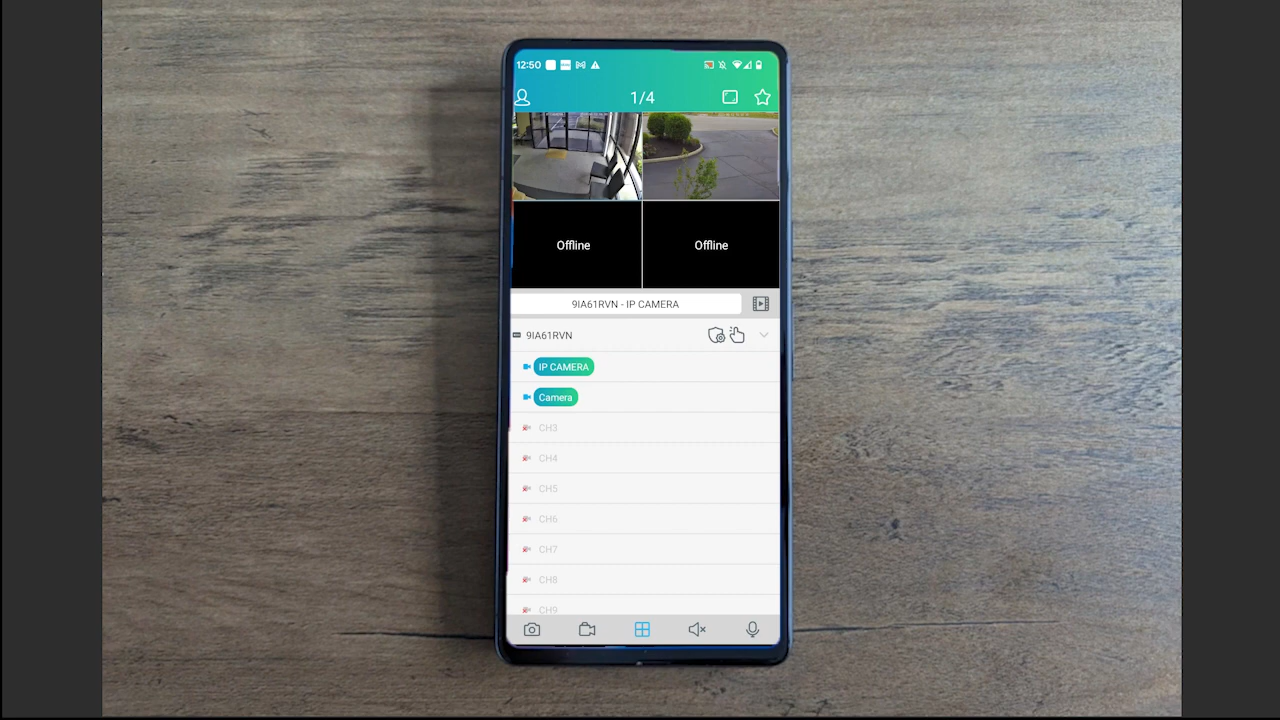 12:50
1/4
Offline Offline
9IA61RVN - IP CAMERA
9IA61RVN
IP CAMERA
Camera
CH3
CH4
CH5
CH6
CH7
CH8
CH9